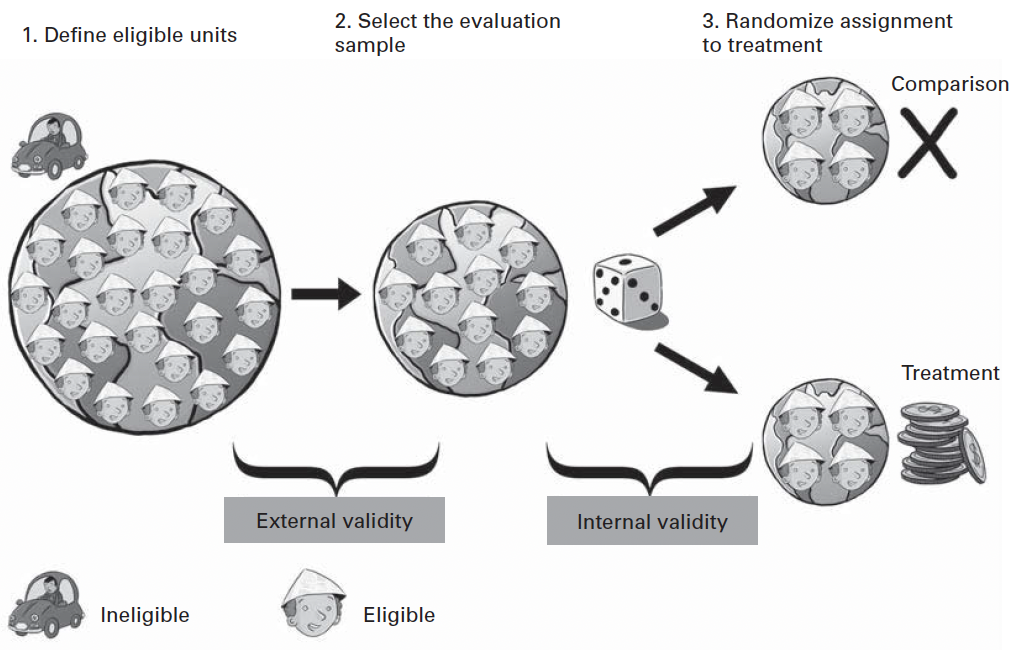 1. Define eligible units
2. Select the evaluation
sample
3. Randomize assignment
to treatment
Comparison
Treatment
External validity
Internal validity
Ineligible
Eligible